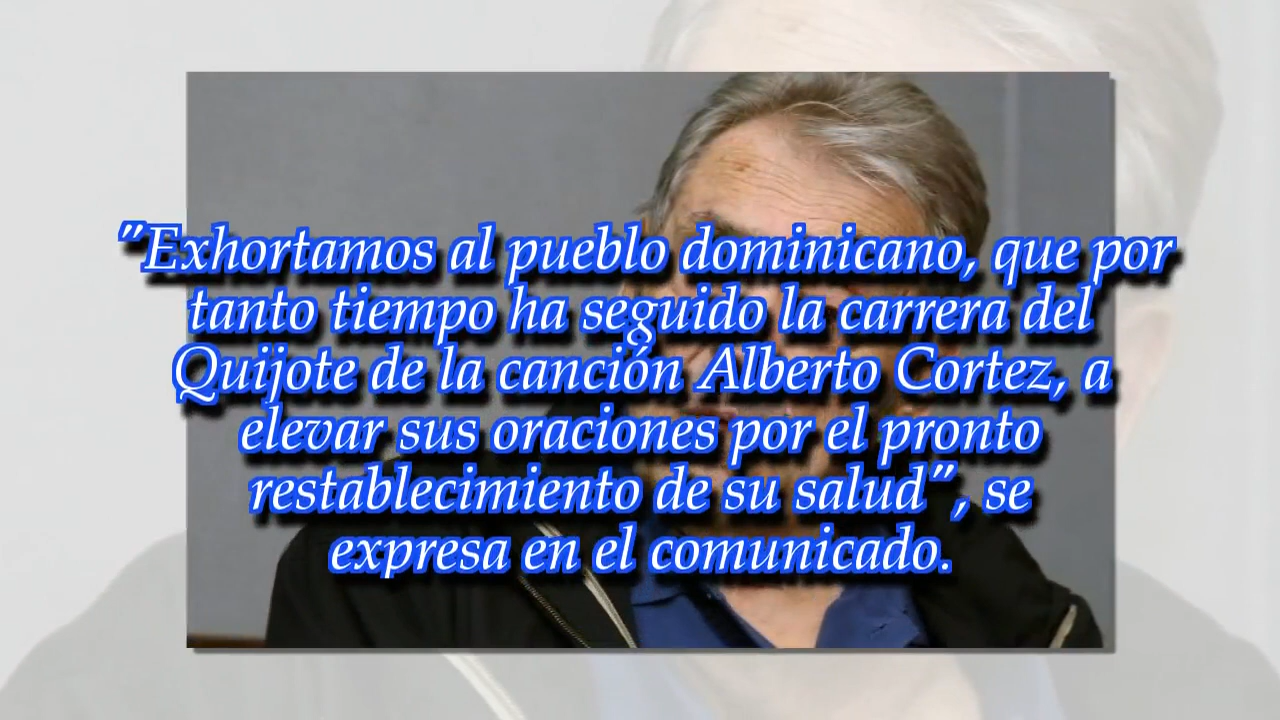 "Exhortamos al pueblo dominicano, que por
tanto tiempo ha seguido la carrera del
Quijote de la canción Alberto Cortez, a
elevar sus oraciones por el pronto
restablecimiento de su salud", se
expresa en el comunicado.